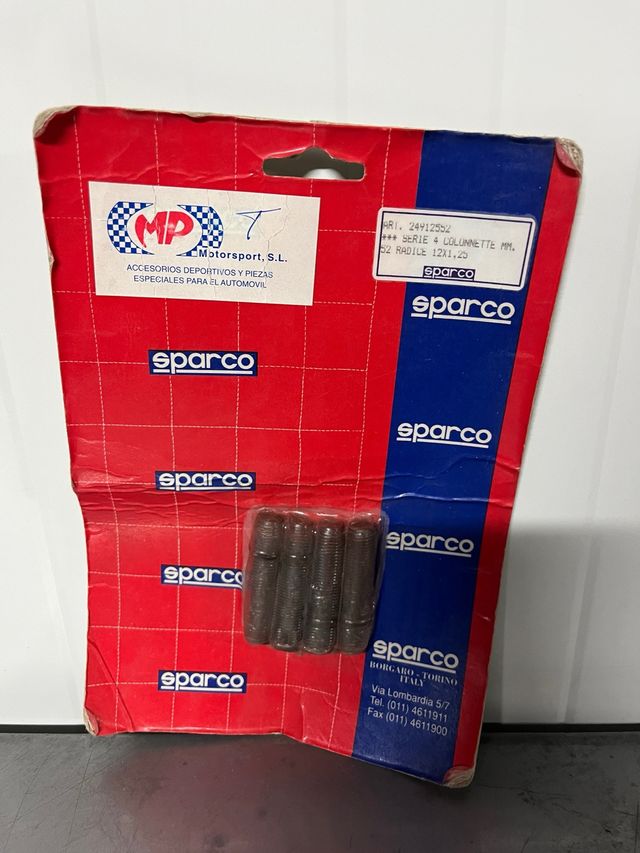 MP
Motorsport, S.L.
ACCESORIOS DEPORTIVOS Y PIEZAS
ESPECIALES PARA EL AUTOMOVIL
ART. 24912552
*** SERIE 4 COLONNETTE MM.
52 RADICE 12X1,25
sparco
sparco
sparco
sparco
sparco
sparco
sparco
sparco
sparco
sparco
BORGARO - TORINO
ITALY
Via Lombardia 5/7
Tel. (011) 4611911
Fax (011) 4611900